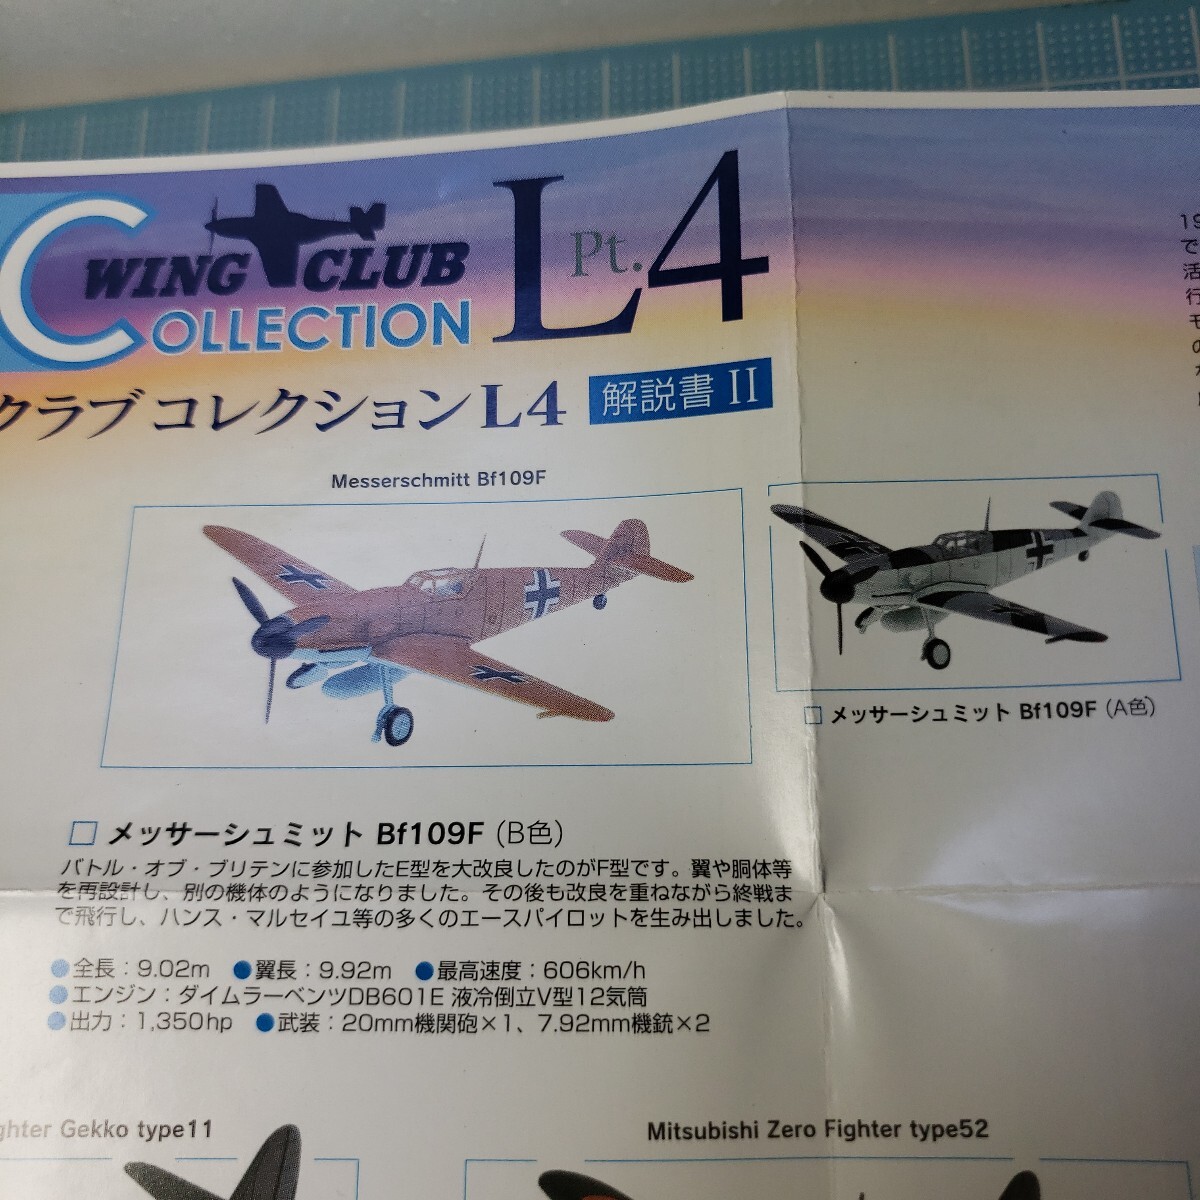 WING CLUB
COLLECTION
L Pt.4
クラブコレクションL4 解説書II
Messerschmitt Bf109F
メッサーシュミット Bf109F (A色)
メッサーシュミット Bf109F (B色)
バトル・オブ・ブリテンに参加したE型を大改良したのがF型です。翼や胴体等
を再設計し、別の機体のようになりました。その後も改良を重ねながら終戦ま
で飛行し、ハンス・マルセイユ等の多くのエースパイロットを生み出しました。
●全長：9.02m ●翼長：9.92m ●最高速度：606km/h
●エンジン：ダイムラーベンツDB601E 液冷倒立V型12気筒
●出力：1,350hp ●武装：20mm機関砲×1、7.92mm機銃×2
Gekko type11
Mitsubishi Zero Fighter type52
19
で
活
行